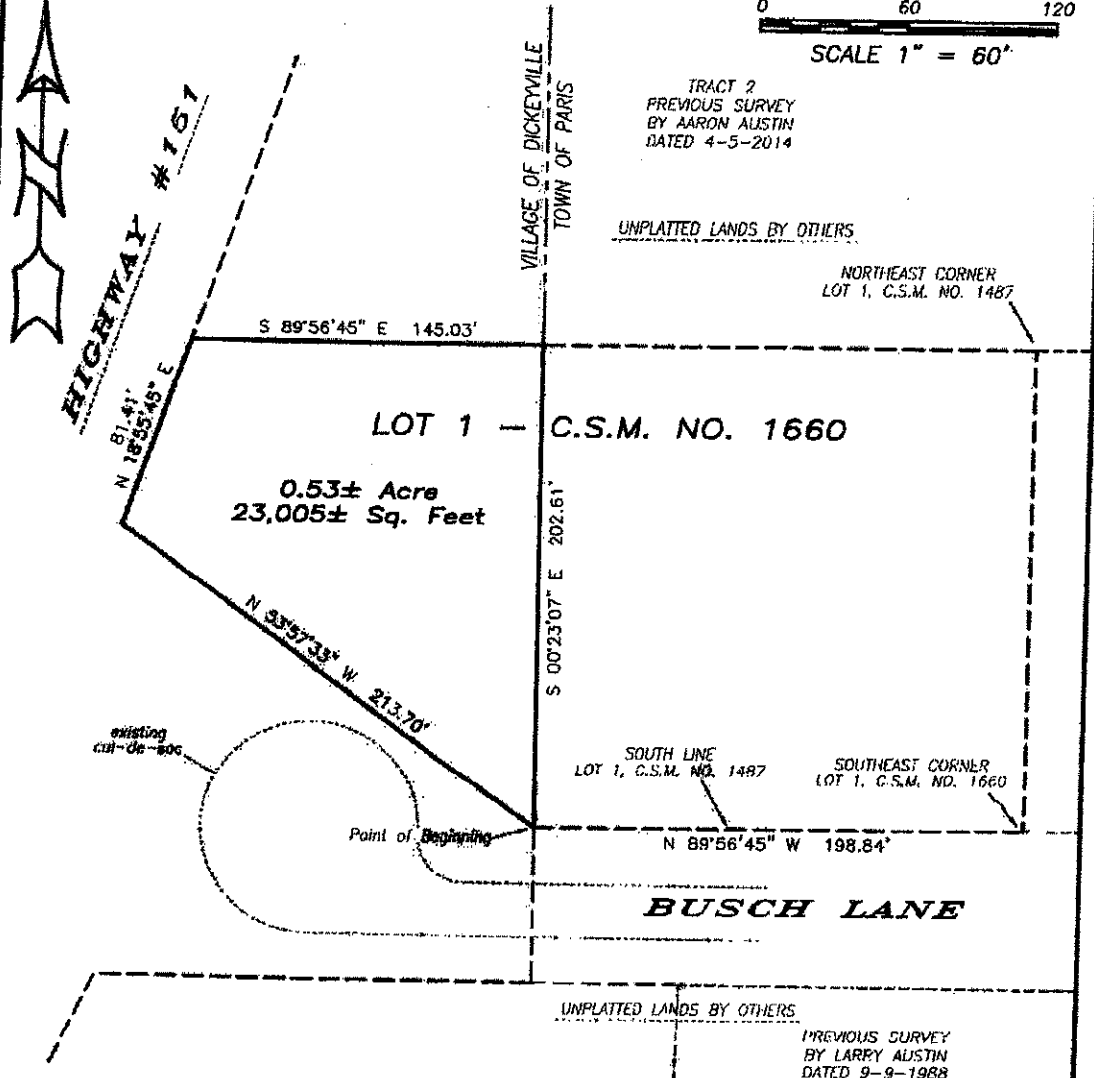 0 60 120
SCALE 1" = 60'
N
TRACT 2
PREVIOUS SURVEY
BY AARON AUSTIN
DATED 4-5-2014
VILLAGE OF DICKEYVILLE
TOWN OF PARIS
HIGHWAY #151
UNPLATTED LANDS BY OTHERS
NORTHEAST CORNER
LOT 1, C.S.M. NO. 1487
S 89°56'45" E 145.03'
81.41'
N 18°55'45" E
LOT 1 — C.S.M. NO. 1660
0.53± Acre
23,005± Sq. Feet
S 00°23'07" E 202.61'
N 53°57'33" W 213.70'
existing
cul-de-sac
SOUTH LINE
LOT 1, C.S.M. NO. 1487
SOUTHEAST CORNER
LOT 1, C.S.M. NO. 1660
Point of Beginning
N 89°56'45" W 198.84'
BUSCH LANE
UNPLATTED LANDS BY OTHERS
PREVIOUS SURVEY
BY LARRY AUSTIN
DATED 9-9-1988